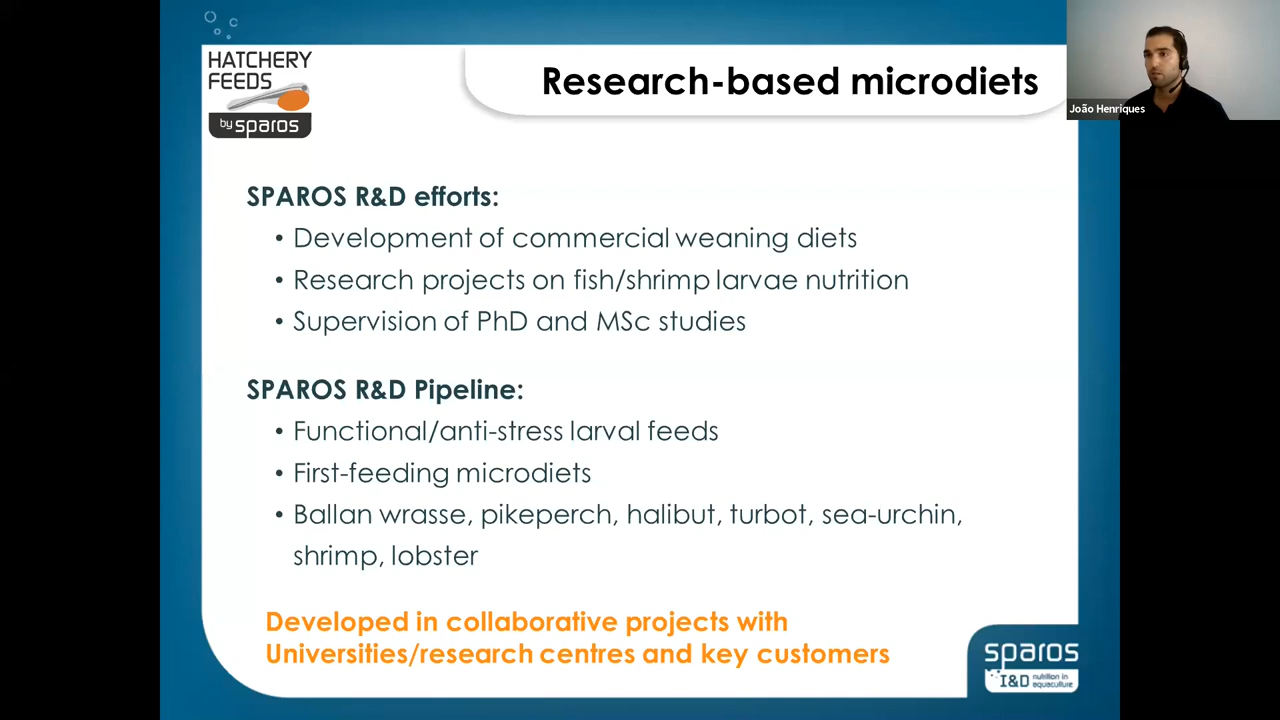 HATCHERY
FEEDS
by sparos
Research-based microdiets
João Henriques
SPAROS R&D efforts:
• Development of commercial weaning diets
• Research projects on fish/shrimp larvae nutrition
• Supervision of PhD and MSc studies
SPAROS R&D Pipeline:
• Functional/anti-stress larval feeds
• First-feeding microdiets
• Ballan wrasse, pikeperch, halibut, turbot, sea-urchin,
shrimp, lobster
Developed in collaborative projects with
Universities/research centres and key customers
sparos
I&D nutrition in
aquaculture